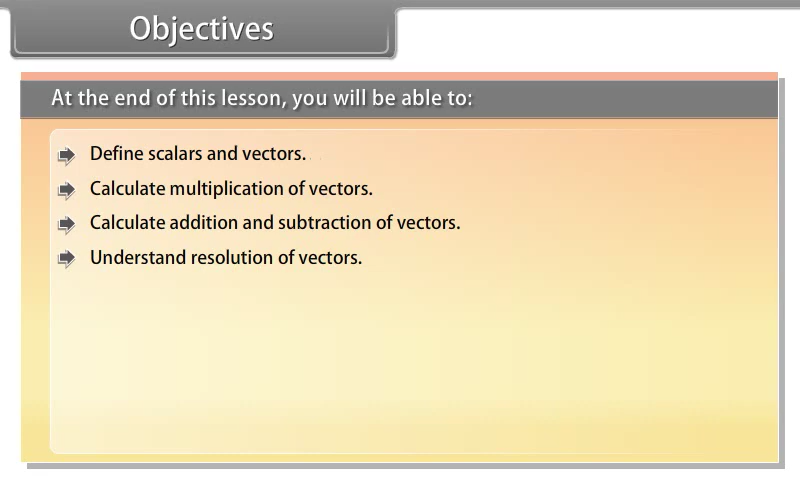 Objectives
At the end of this lesson, you will be able to:
Define scalars and vectors.
Calculate multiplication of vectors.
Calculate addition and subtraction of vectors.
Understand resolution of vectors.